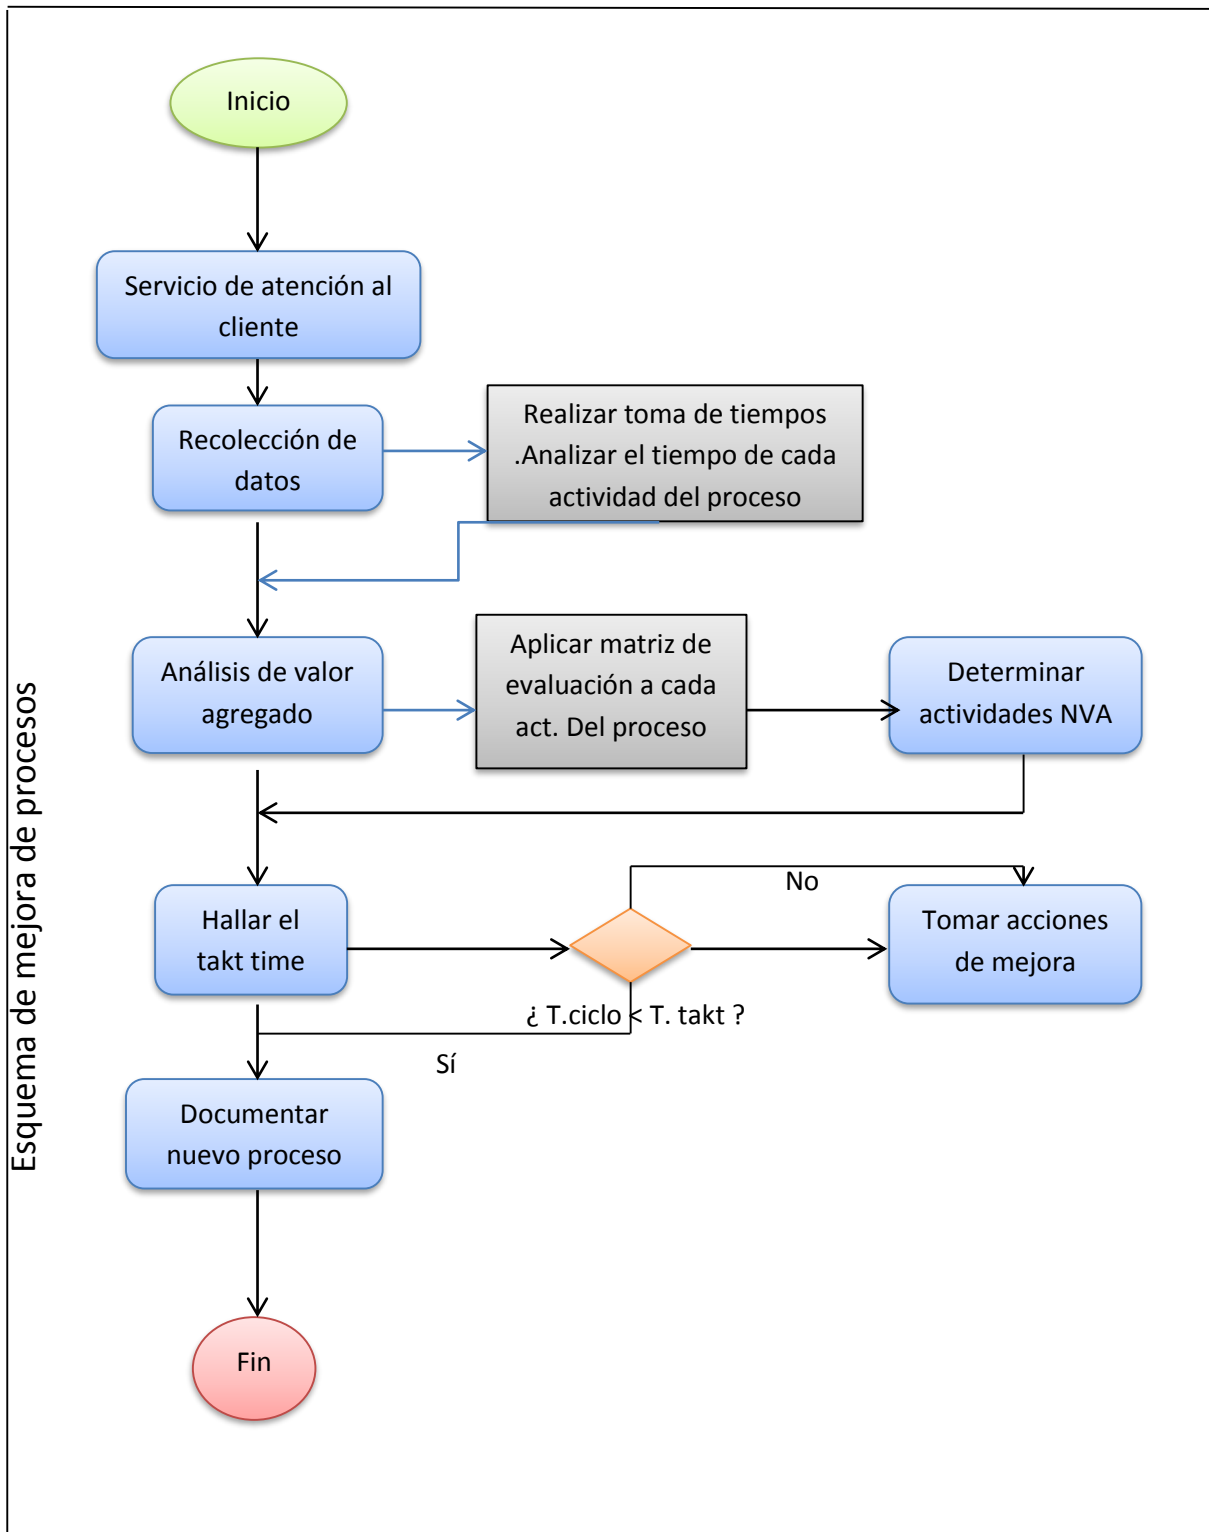 Inicio
Servicio de atención al
cliente
Recolección de
datos
Realizar toma de tiempos
.Analizar el tiempo de cada
actividad del proceso
Análisis de valor
agregado
Aplicar matriz de
evaluación a cada
act. Del proceso
Determinar
actividades NVA
Esquema de mejora de procesos
Hallar el
takt time
No
Tomar acciones
de mejora
¿ T.ciclo < T. takt ?
Sí
Documentar
nuevo proceso
Fin